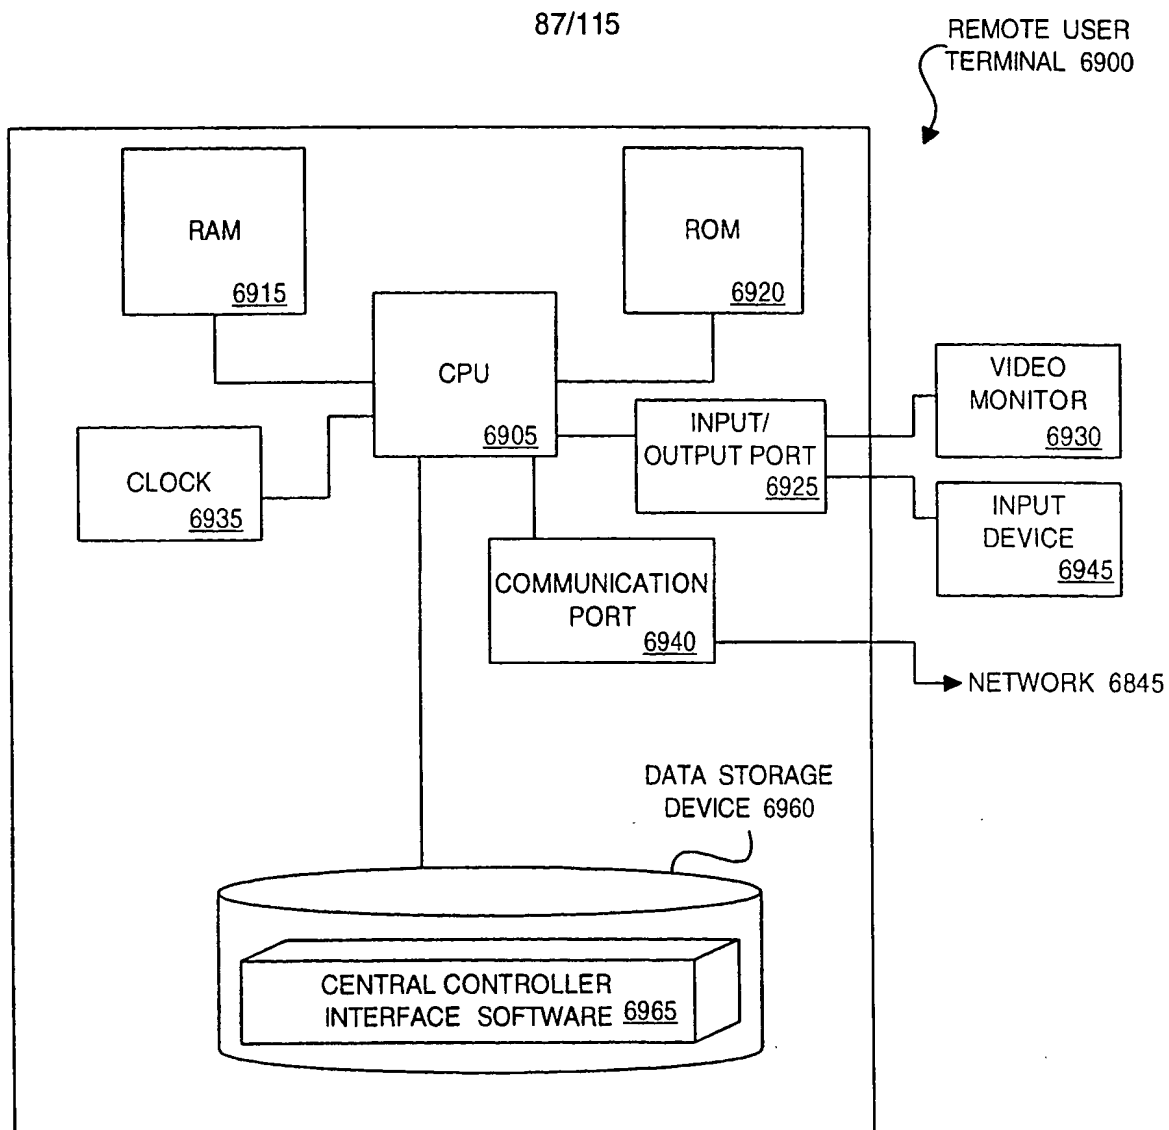 87/115
REMOTE USER
TERMINAL 6900
RAM
6915
ROM
6920
CPU
6905
VIDEO
MONITOR
6930
INPUT/
OUTPUT PORT
6925
CLOCK
6935
INPUT
DEVICE
6945
COMMUNICATION
PORT
6940
NETWORK 6845
DATA STORAGE
DEVICE 6960
CENTRAL CONTROLLER
INTERFACE SOFTWARE 6965